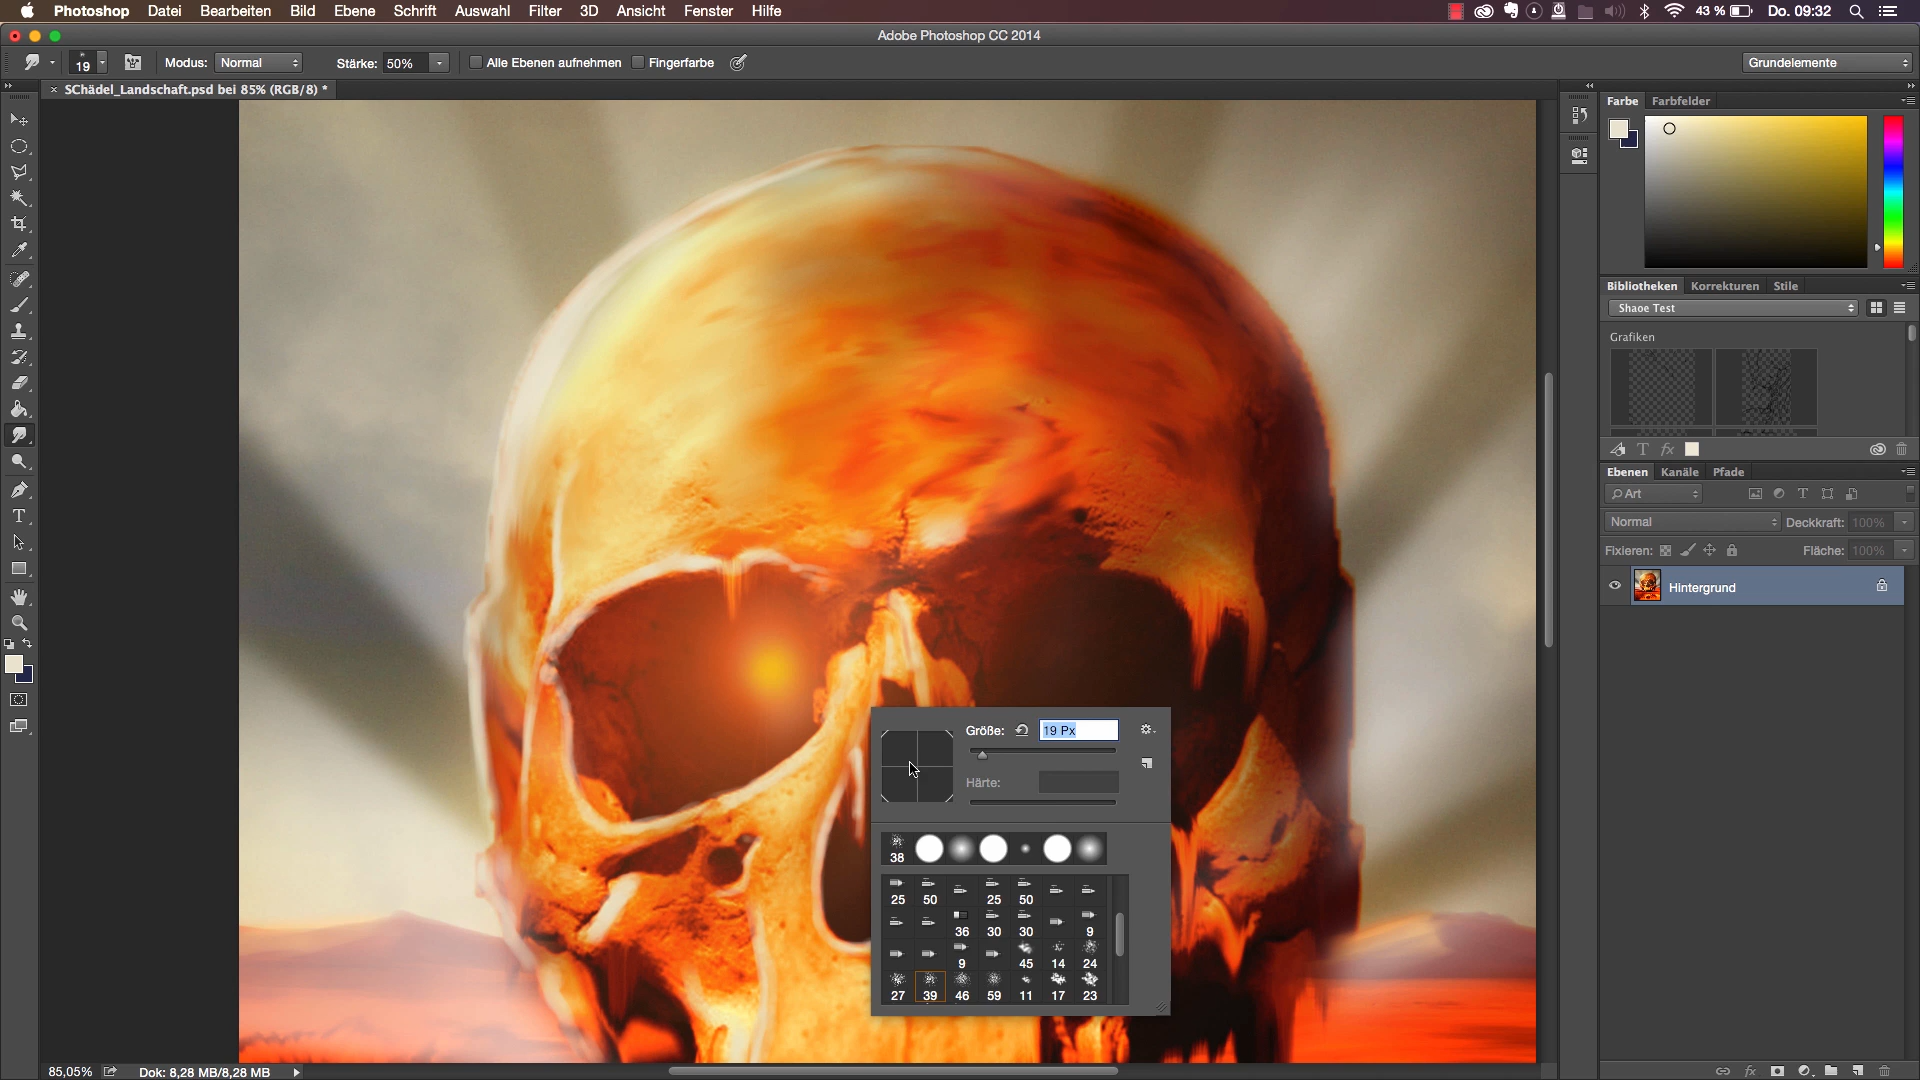 Photoshop Datei Bearbeiten Bild Ebene Schrift Auswahl Filter 3D Ansicht Fenster Hilfe 43 % Do. 09:32
Adobe Photoshop CC 2014
19 Modus: Normal Stärke: 50% Alle Ebenen aufnehmen Fingerfarbe Grundelemente
× SChädel_Landschaft.psd bei 85% (RGB/8) *
Farbe Farbfelder
Bibliotheken Korrekturen Stile
Shaoe Test
Grafiken
Ebenen Kanäle Pfade
Art
Normal Deckkraft: 100%
Fixieren: Fläche: 100%
Hintergrund
Größe: 19 Px
Härte:
38
25 50 25 50
36 30 30 9
9 45 14 24
27 39 46 59 11 17 23
85,05% Dok: 8,28 MB/8,28 MB